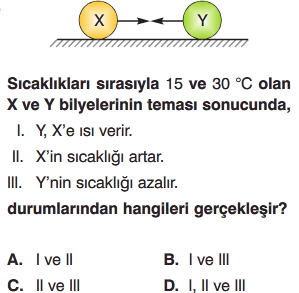 X Y
Sıcaklıkları sırasıyla 15 ve 30 °C olan
X ve Y bilyelerinin teması sonucunda,
I. Y, X'e ısı verir.
II. X'in sıcaklığı artar.
III. Y'nin sıcaklığı azalır.
durumlarından hangileri gerçekleşir?
A. I ve II B. I ve III
C. II ve III D. I, II ve III